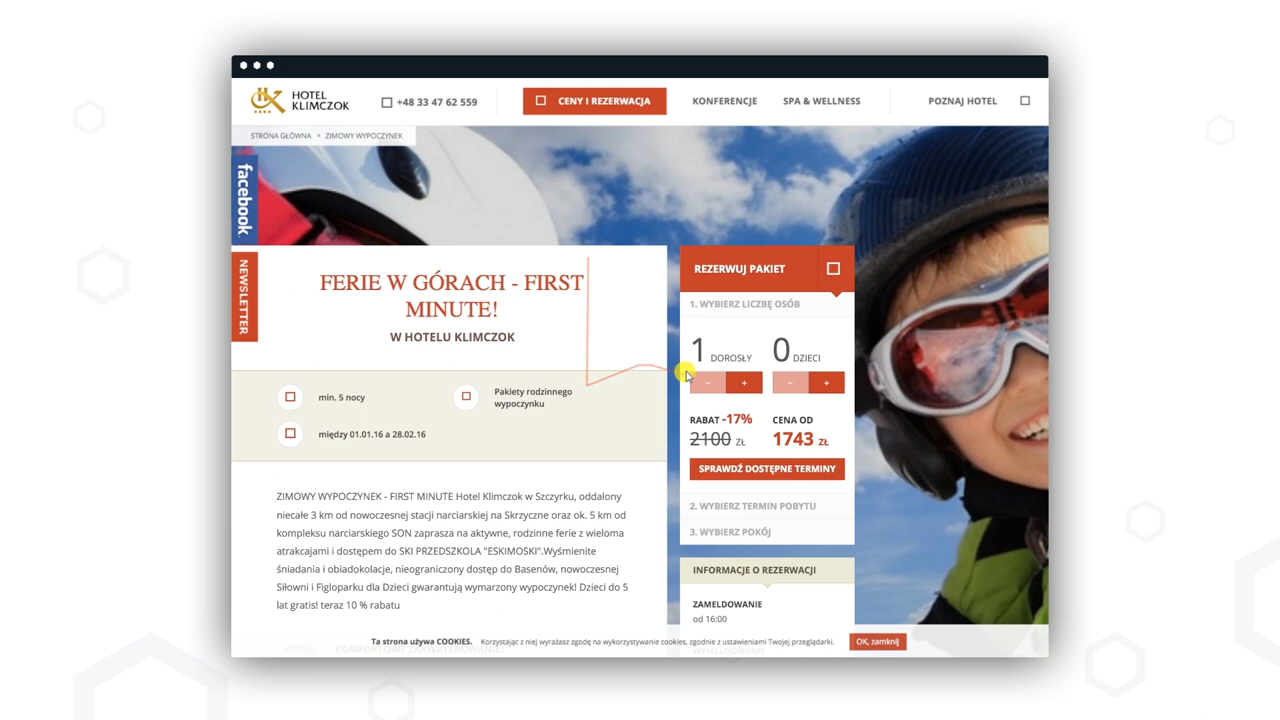 HOTEL
KLIMCZOK
+48 33 47 62 559
CENY I REZERWACJA
KONFERENCJE
SPA & WELLNESS
POZNAJ HOTEL
STRONA GŁÓWNA > ZIMOWY WYPOCZYNEK
facebook.
NEWSLETTER
FERIE W GÓRACH - FIRST
MINUTE!
W HOTELU KLIMCZOK
min. 5 nocy
Pakiety rodzinnego
wypoczynku
między 01.01.16 a 28.02.16
ZIMOWY WYPOCZYNEK - FIRST MINUTE Hotel Klimczok w Szczyrku, oddalony
niecałe 3 km od nowoczesnej stacji narciarskiej na Skrzyczne oraz ok. 5 km od
kompleksu narciarskiego SON zaprasza na aktywne, rodzinne ferie z wieloma
atrakcajami i dostępem do SKI PRZEDSZKOLA "ESKIMOSKI".Wyśmienite
śniadania i obiadokolacje, nieograniczony dostęp do Basenów, nowoczesnej
Siłowni i Figloparku dla Dzieci gwarantują wymarzony wypoczynek! Dzieci do 5
lat gratis! teraz 10 % rabatu
KOMFORTOWE ZAKWATEROWANIE:
REZERWUJ PAKIET
1. WYBIERZ LICZBĘ OSÓB
1 DOROSŁY 0 DZIECI
− + − +
RABAT -17% CENA OD
2100 ZŁ 1743 ZŁ
SPRAWDŹ DOSTĘPNE TERMINY
2. WYBIERZ TERMIN POBYTU
3. WYBIERZ POKÓJ
INFORMACJE O REZERWACJI
ZAMELDOWANIE
od 16:00
WYMELDOWANIE
Ta strona używa COOKIES. Korzystając z niej wyrażasz zgodę na wykorzystywanie cookies, zgodnie z ustawieniami Twojej przeglądarki.
OK, zamknij